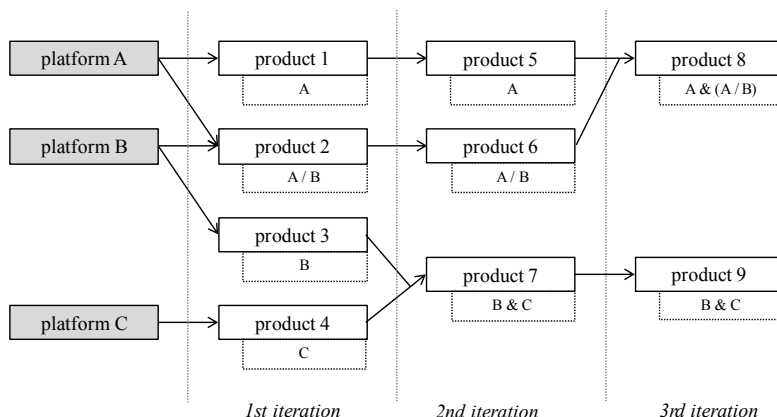 platform A
product 1
A
product 5
A
product 8
A & (A / B)
platform B
product 2
A / B
product 6
A / B
product 3
B
product 7
B & C
product 9
B & C
platform C
product 4
C
1st iteration
2nd iteration
3rd iteration